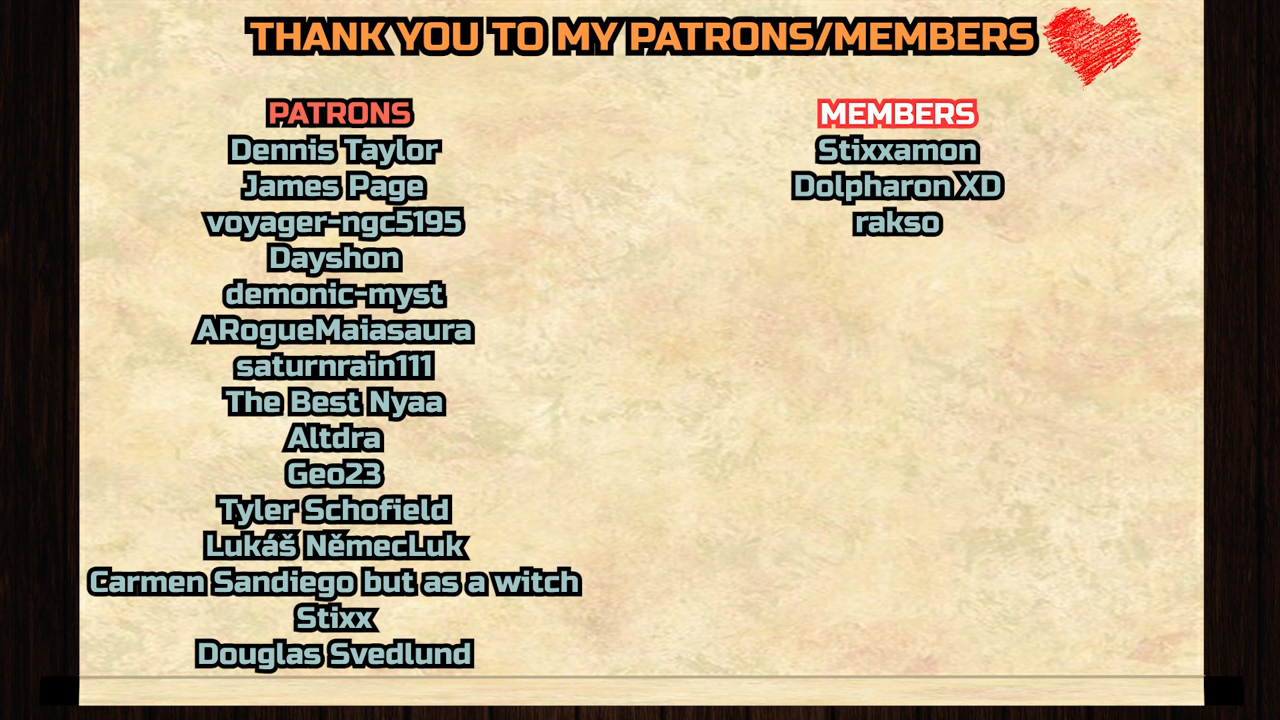 THANK YOU TO MY PATRONS/MEMBERS
PATRONS
Dennis Taylor
James Page
voyager-ngc5195
Dayshon
demonic-myst
ARogueMaiasaura
saturnrain111
The Best Nyaa
Altdra
Geo23
Tyler Schofield
Lukáš NěmecLuk
Carmen Sandiego but as a witch
Stixx
Douglas Svedlund
MEMBERS
Stixxamon
Dolpharon XD
rakso